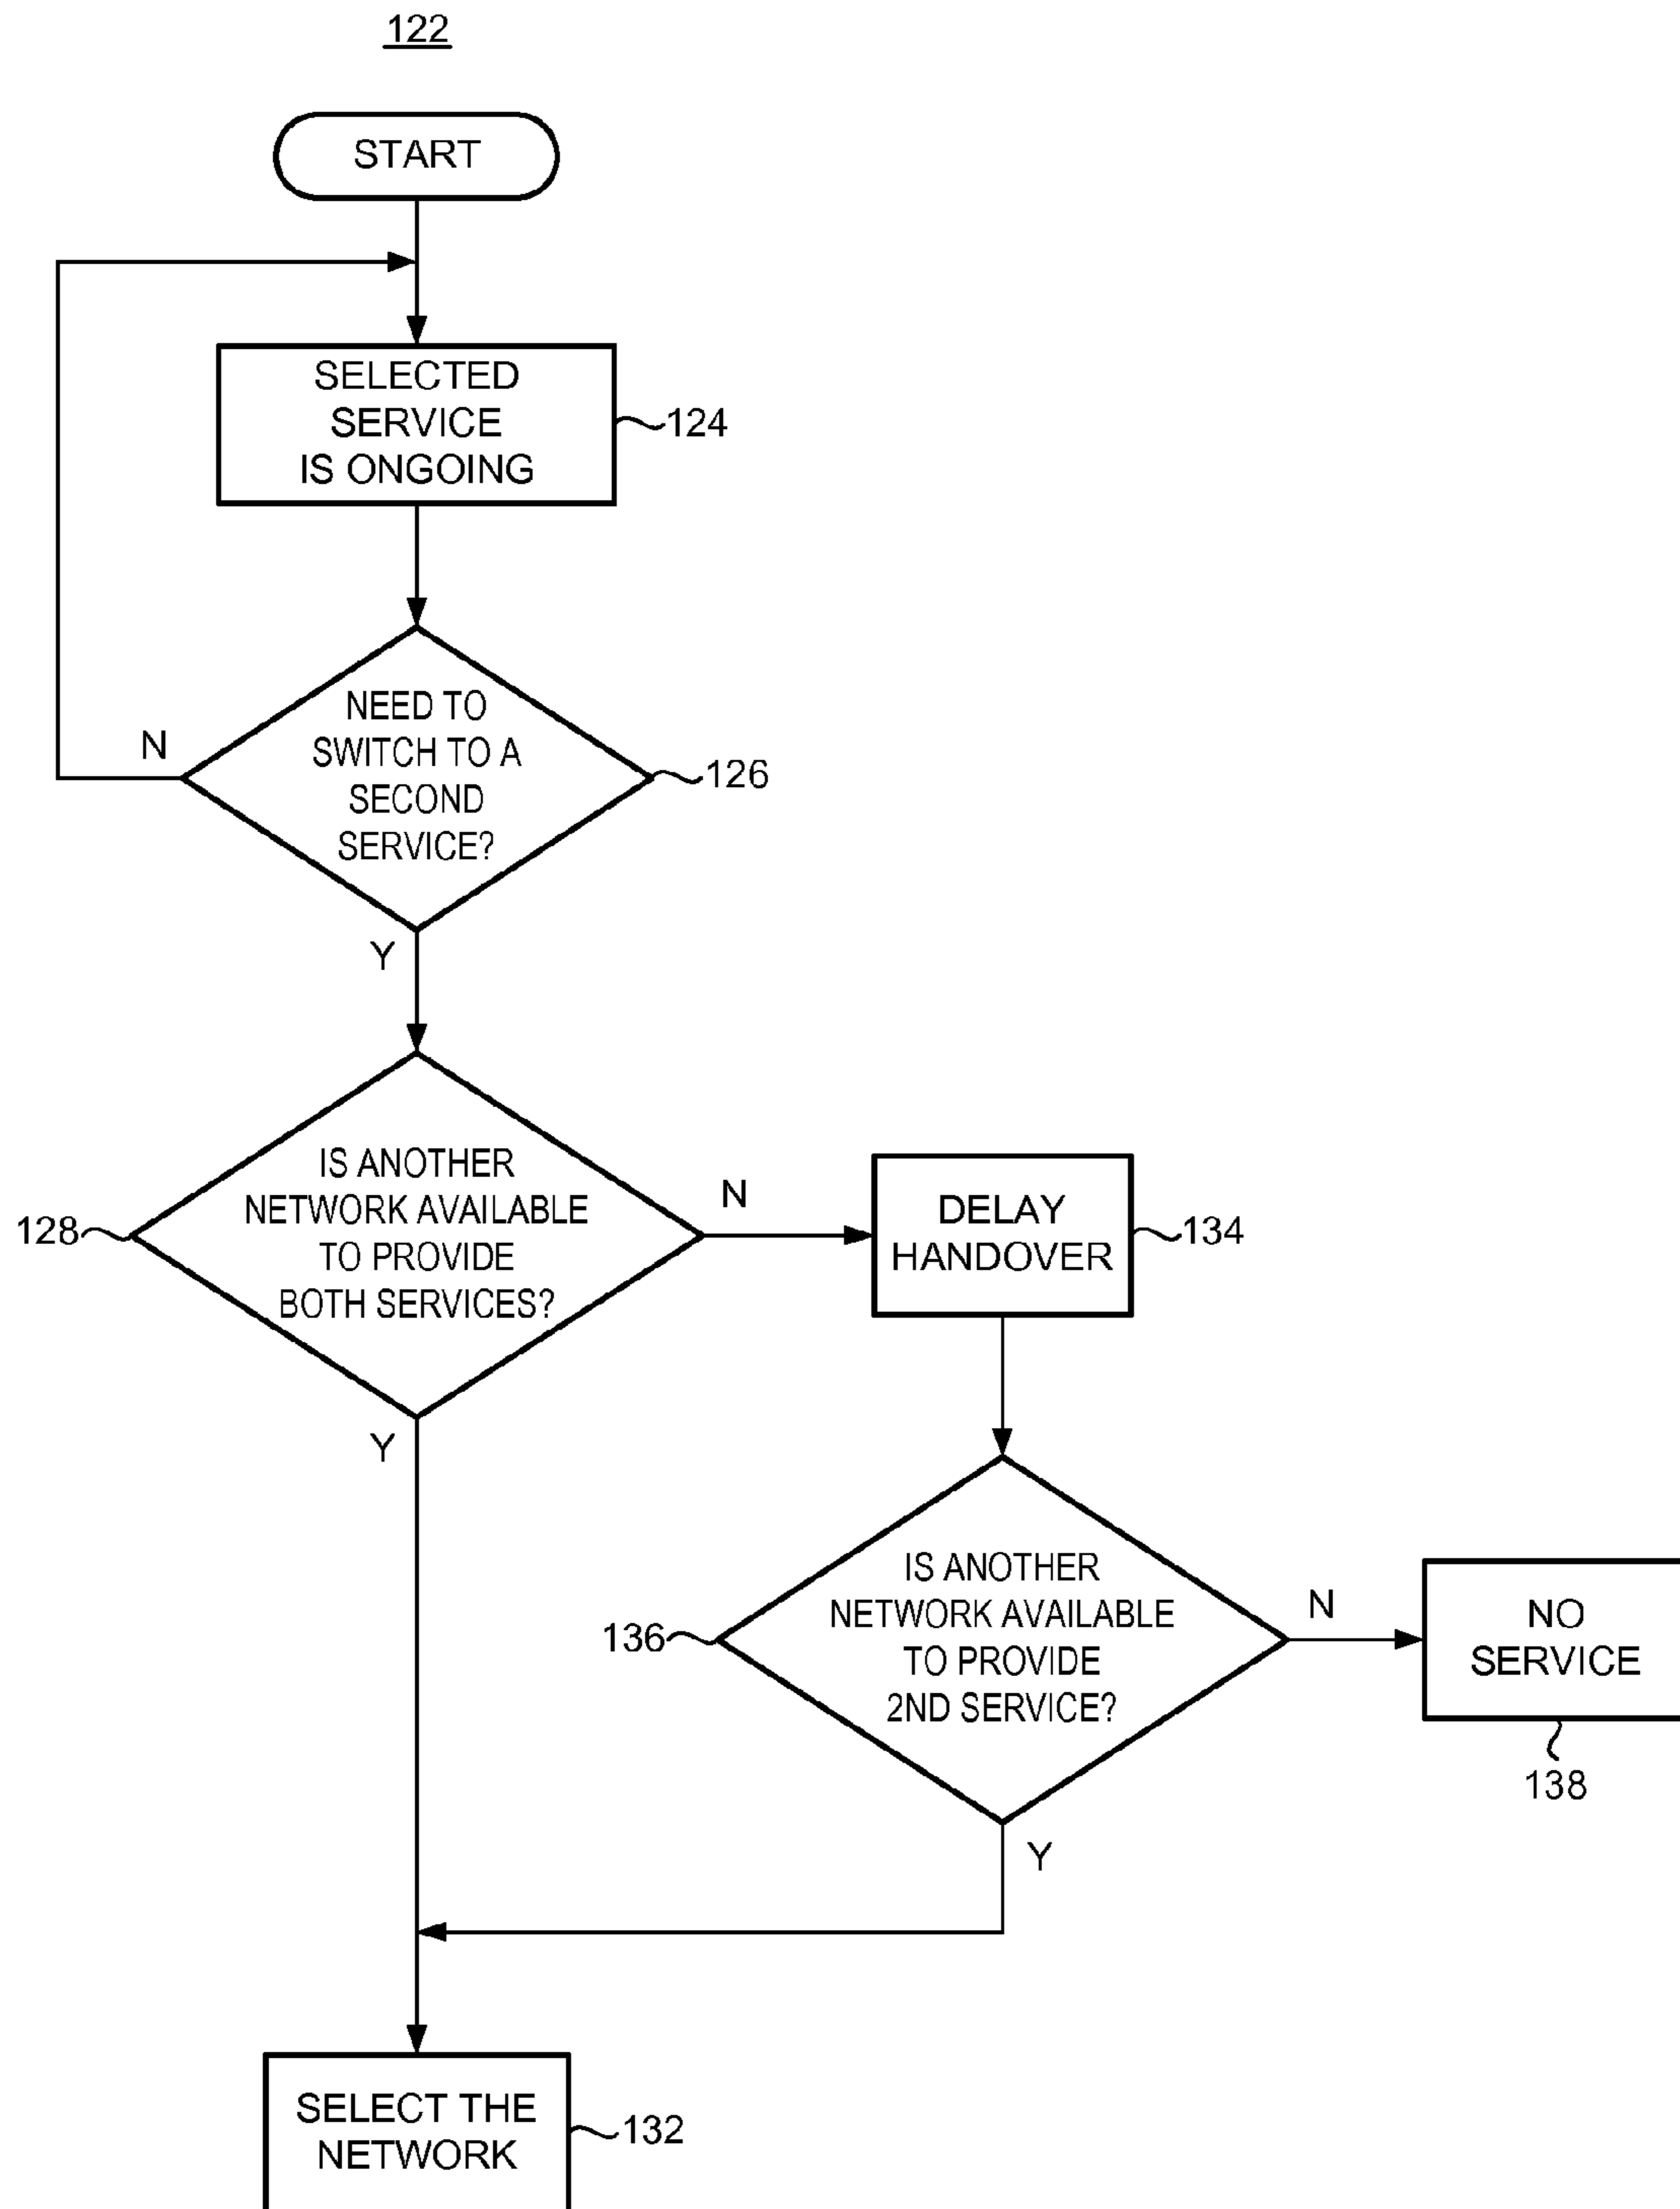 122
START
SELECTED
SERVICE
IS ONGOING
124
NEED TO
SWITCH TO A
SECOND
SERVICE?
N
126
Y
IS ANOTHER
NETWORK AVAILABLE
TO PROVIDE
BOTH SERVICES?
128
N
DELAY
HANDOVER
134
Y
IS ANOTHER
NETWORK AVAILABLE
TO PROVIDE
2ND SERVICE?
136
N
NO
SERVICE
138
Y
SELECT THE
NETWORK
132